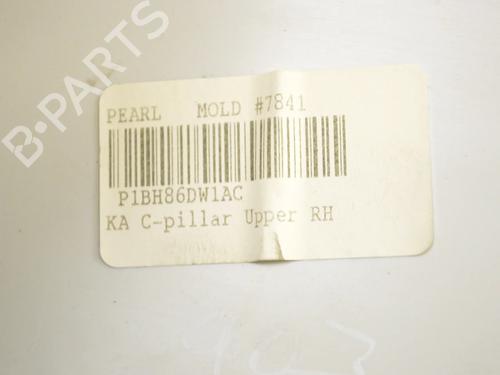 B-PARTS
PEARL MOLD #7841
P1BH86DW1AC
KA C-pillar Upper RH